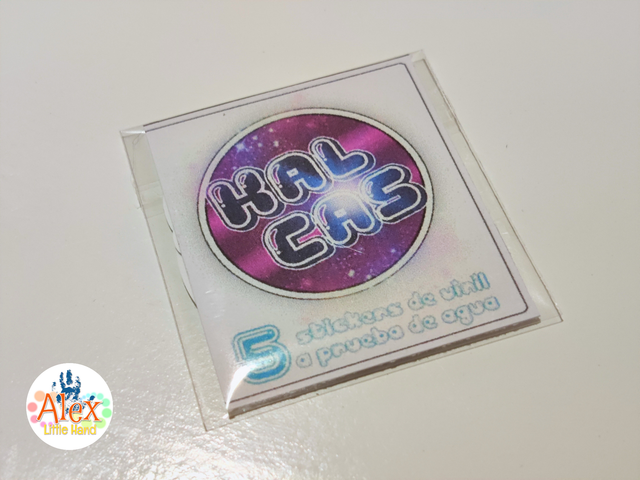 KAL
CAS
5 stickers de vinil
a prueba de agua
Alex
Little Hand